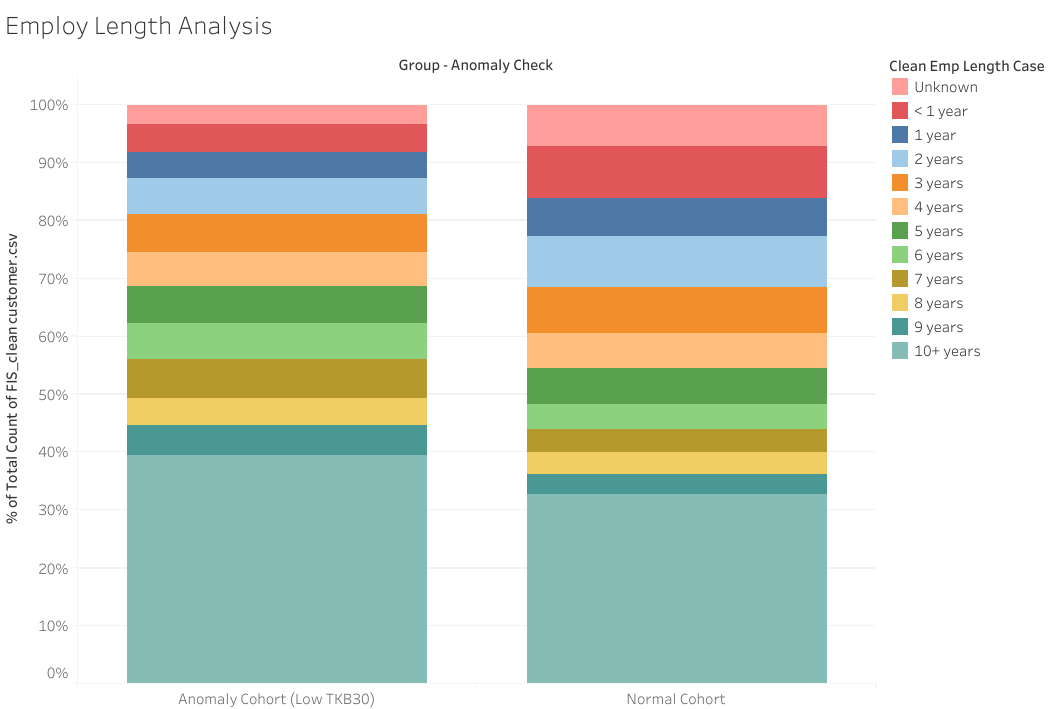 Employ Length Analysis
Group - Anomaly Check
Clean Emp Length Case
Unknown
< 1 year
1 year
2 years
3 years
4 years
5 years
6 years
7 years
8 years
9 years
10+ years
% of Total Count of FIS_clean customer.csv
100%
90%
80%
70%
60%
50%
40%
30%
20%
10%
0%
Anomaly Cohort (Low TKB30)
Normal Cohort